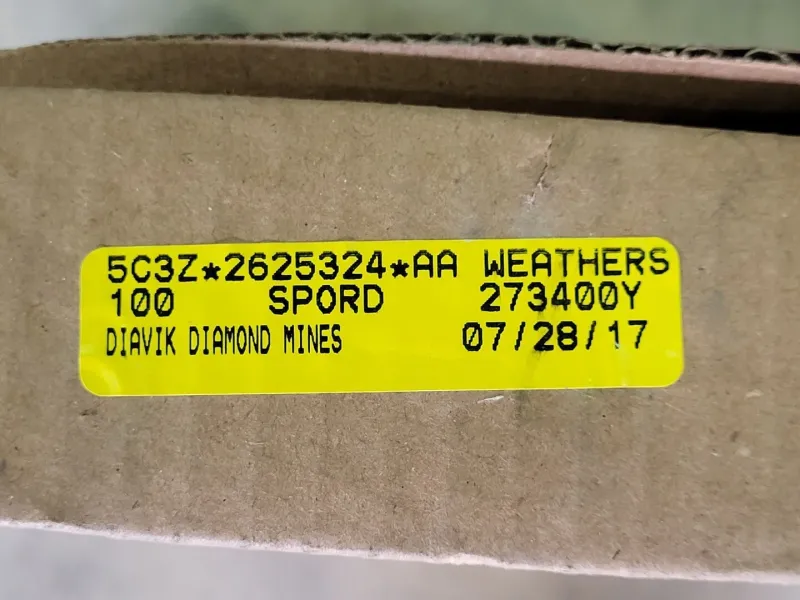 5C3Z*2625324*AA WEATHERS
100 SPORD 273400Y
DIAVIK DIAMOND MINES 07/28/17